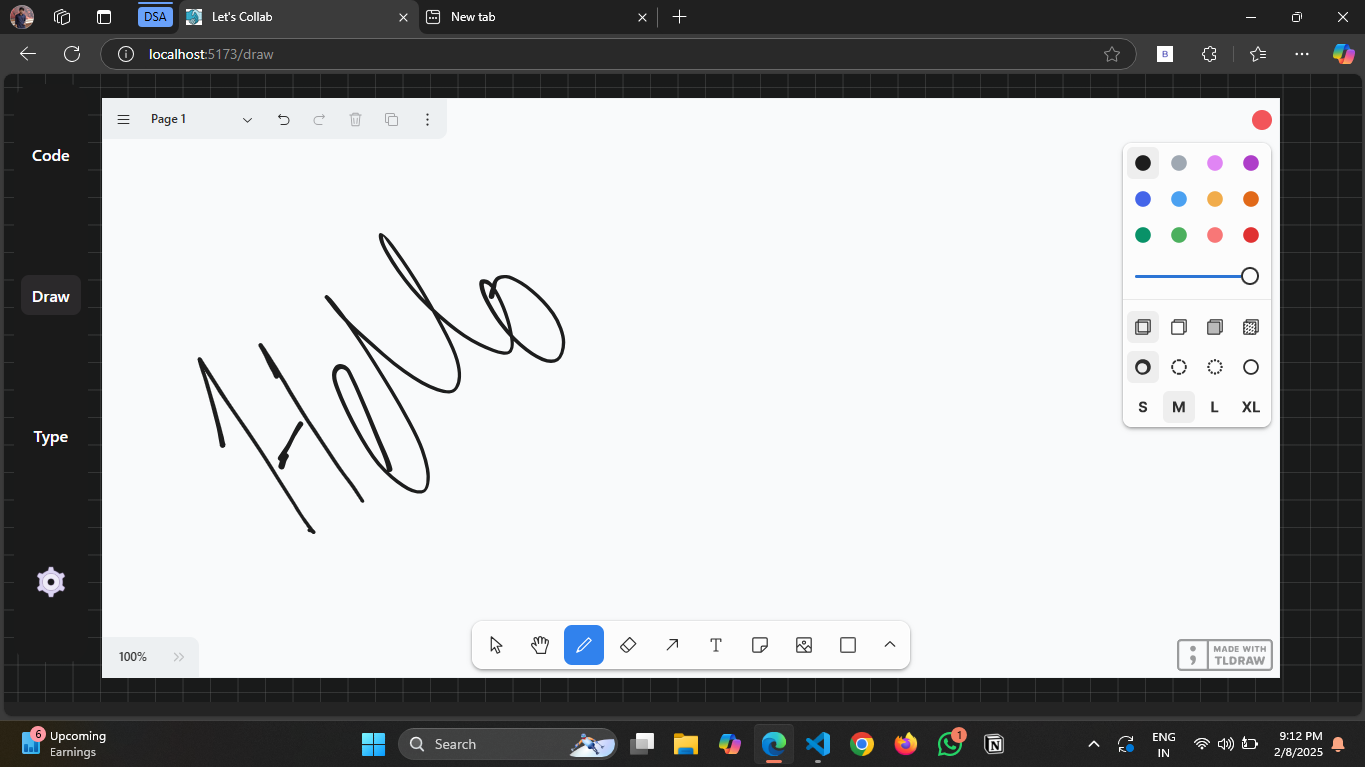 DSA
Let's Collab
New tab
localhost:5173/draw
B
Page 1
Code
Draw
Type
Hello
S M L XL
100%
T
MADE WITH
TLDRAW
6
Upcoming
Earnings
Search
1
N
ENG
IN
9:12 PM
2/8/2025